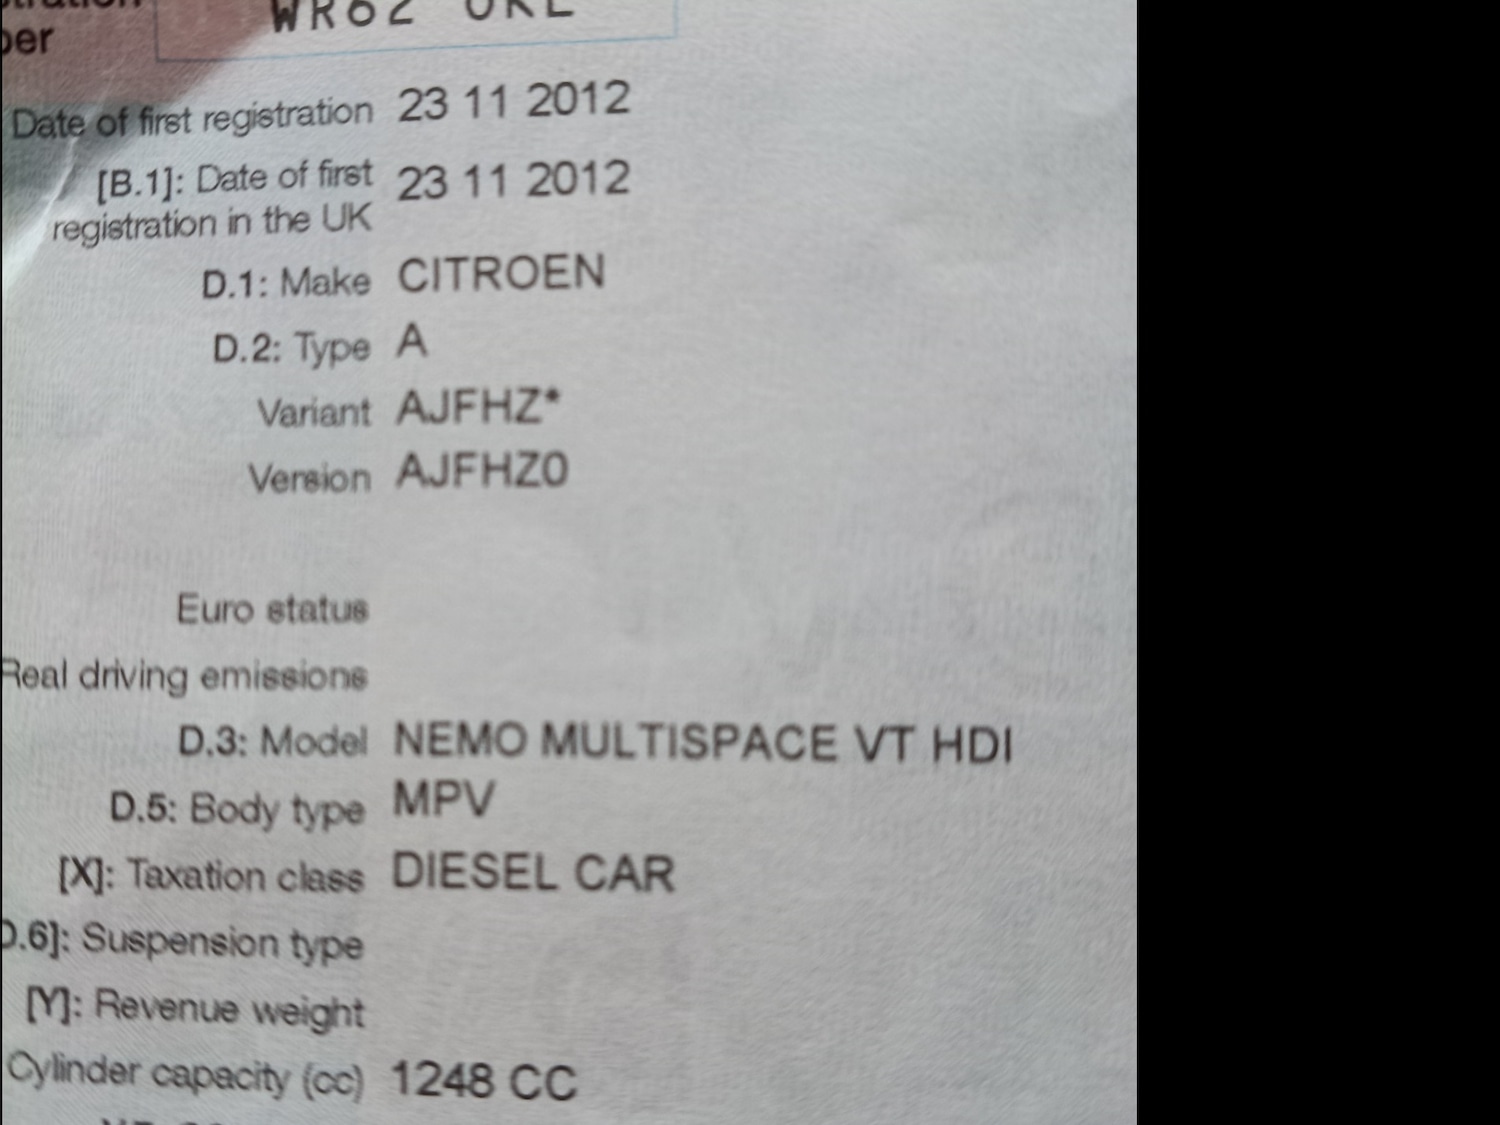 WR62
Date of first registration 23 11 2012
[B.1]: Date of first 23 11 2012
registration in the UK
D.1: Make CITROEN
D.2: Type A
Variant AJFHZ*
Version AJFHZ0
Euro status
Real driving emissions
D.3: Model NEMO MULTISPACE VT HDI
D.5: Body type MPV
[X]: Taxation class DIESEL CAR
D.6]: Suspension type
[Y]: Revenue weight
Cylinder capacity (cc) 1248 CC